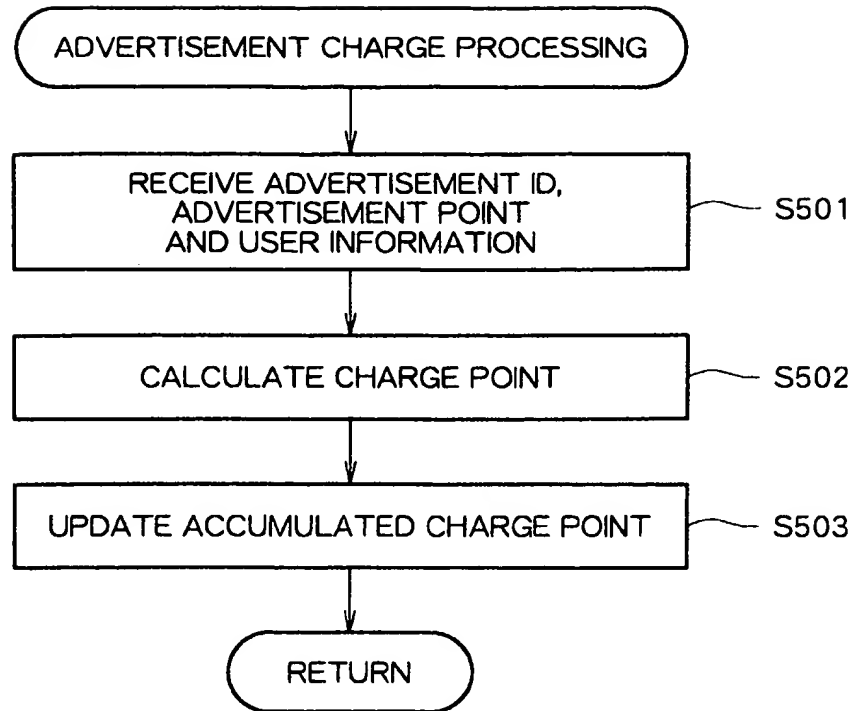 ADVERTISEMENT CHARGE PROCESSING
RECEIVE ADVERTISEMENT ID,
ADVERTISEMENT POINT
AND USER INFORMATION
S501
CALCULATE CHARGE POINT
S502
UPDATE ACCUMULATED CHARGE POINT
S503
RETURN